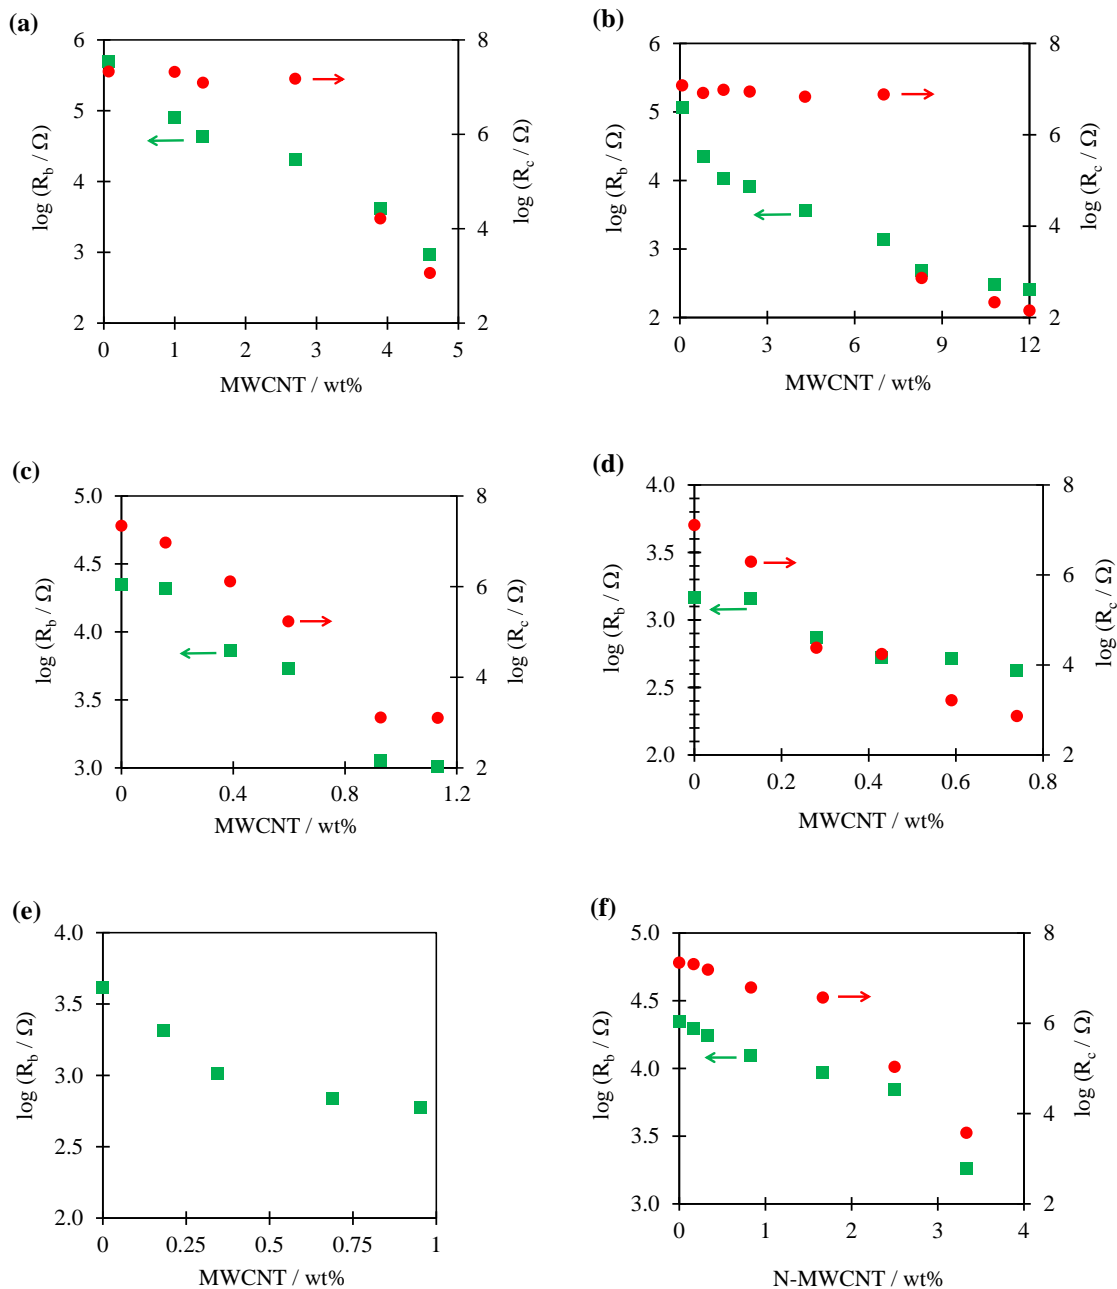 (a)
6
5
4
3
2
log (R_b / Ω)
8
6
4
2
log (R_c / Ω)
0 1 2 3 4 5
MWCNT / wt%
(b)
6
5
4
3
2
log (R_b / Ω)
8
6
4
2
log (R_c / Ω)
0 3 6 9 12
MWCNT / wt%
(c)
5.0
4.5
4.0
3.5
3.0
log (R_b / Ω)
8
6
4
2
log (R_c / Ω)
0 0.4 0.8 1.2
MWCNT / wt%
(d)
4.0
3.5
3.0
2.5
2.0
log (R_b / Ω)
8
6
4
2
log (R_c / Ω)
0 0.2 0.4 0.6 0.8
MWCNT / wt%
(e)
4.0
3.5
3.0
2.5
2.0
log (R_b / Ω)
0 0.25 0.5 0.75 1
MWCNT / wt%
(f)
5.0
4.5
4.0
3.5
3.0
log (R_b / Ω)
8
6
4
2
log (R_c / Ω)
0 1 2 3 4
N-MWCNT / wt%